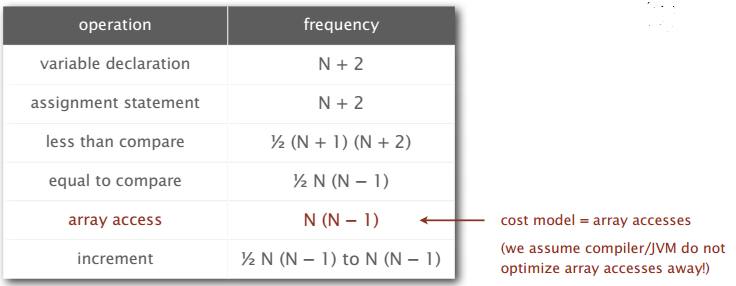 operation frequency
variable declaration N + 2
assignment statement N + 2
less than compare ½ (N + 1) (N + 2)
equal to compare ½ N (N − 1)
array access N (N − 1) cost model = array accesses
(we assume compiler/JVM do not
increment ½ N (N − 1) to N (N − 1)
optimize array accesses away!)